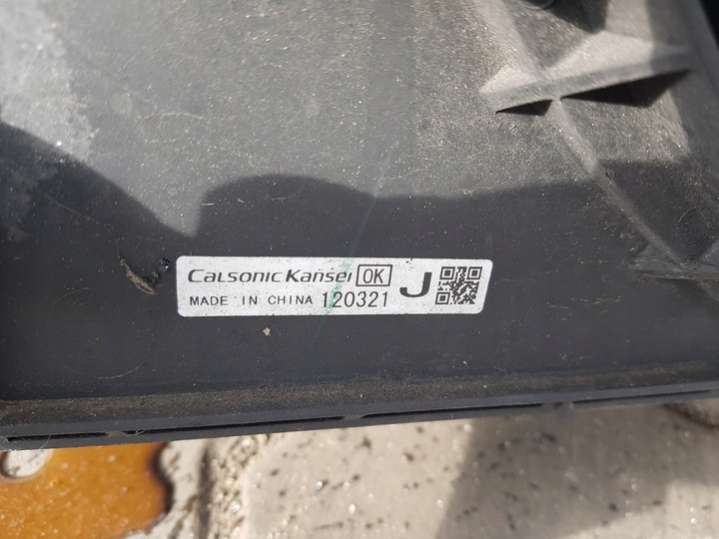 CALSONIC KANSEI OK J
MADE IN CHINA 120321